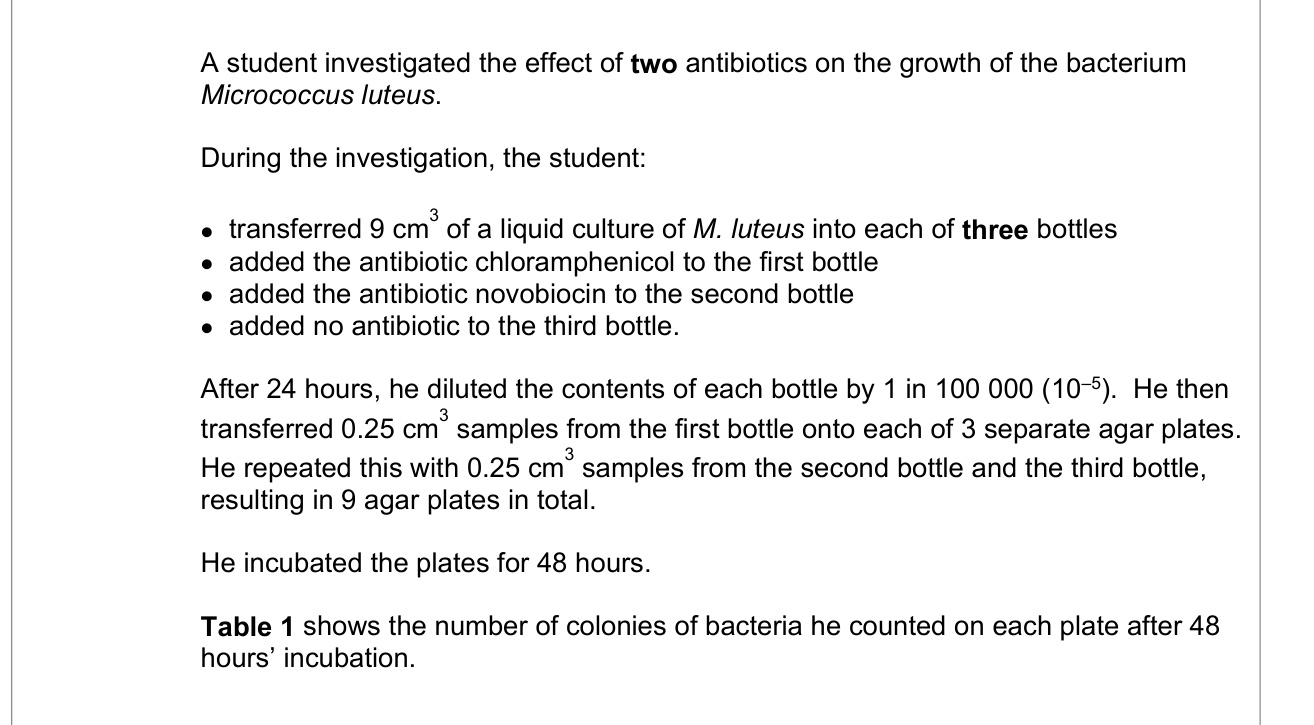 A student investigated the effect of two antibiotics on the growth of the bacterium
Micrococcus luteus.
During the investigation, the student:
• transferred 9 cm³ of a liquid culture of M. luteus into each of three bottles
• added the antibiotic chloramphenicol to the first bottle
• added the antibiotic novobiocin to the second bottle
• added no antibiotic to the third bottle.
After 24 hours, he diluted the contents of each bottle by 1 in 100 000 (10⁻⁵). He then
transferred 0.25 cm³ samples from the first bottle onto each of 3 separate agar plates.
He repeated this with 0.25 cm³ samples from the second bottle and the third bottle,
resulting in 9 agar plates in total.
He incubated the plates for 48 hours.
Table 1 shows the number of colonies of bacteria he counted on each plate after 48
hours’ incubation.